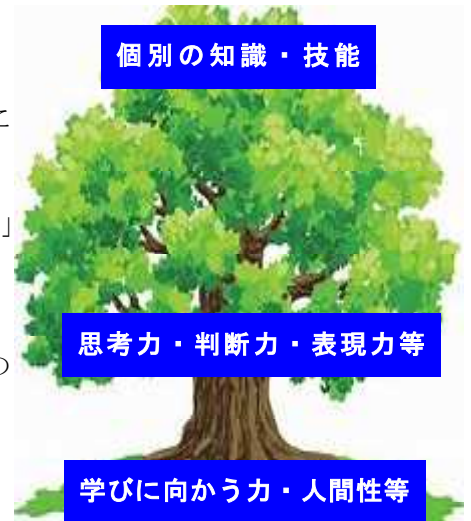 個別の知識・技能
」
思考力・判断力・表現力等
学びに向かう力・人間性等